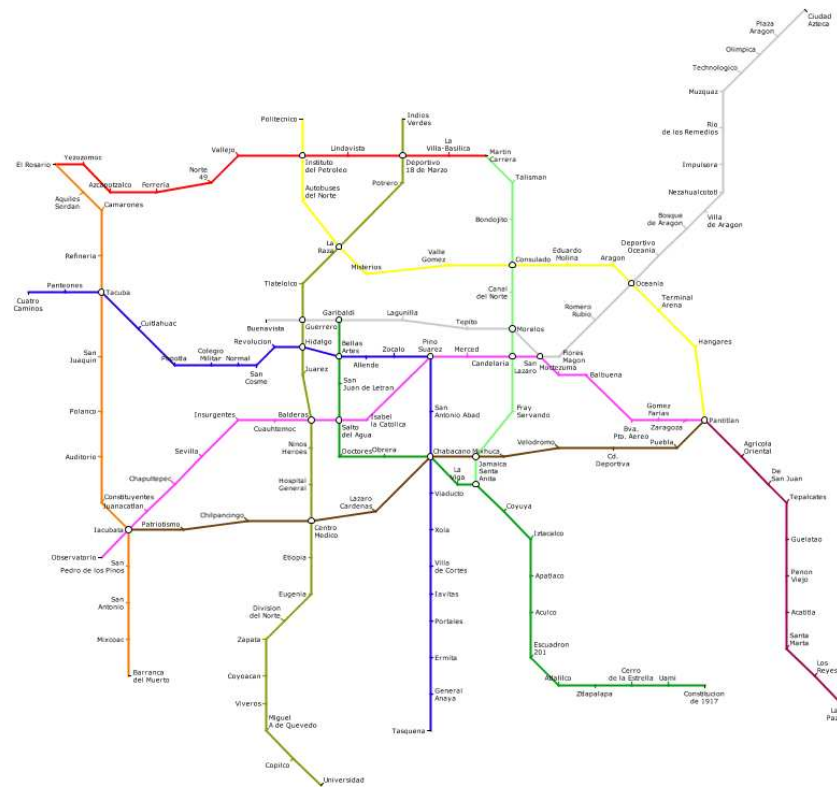 Ciudad
Azteca
Plaza
Aragon
Olimpica
Technologico
Muzquaz
Rio
de los Remedios
Impulsora
Nezahualcototl
Villa
de Aragon
Bosque
de Aragon
Deportivo
Oceania
Oceania
Romero
Rubio
Politecnico
Indios
Verdes
Vallejo
Lindavista
La
Villa-Basilica
Martin
Carrera
Instituto
del Petroleo
Deportivo
18 de Marzo
El Rosario
Yezozomoc
Azcapotzalco
Ferreria
Norte
49
Aquiles
Serdan
Camarones
Autobuses
del Norte
Potrero
Talisman
Bondojito
La
Raza
Misterios
Valle
Gomez
Consulado
Eduardo
Molina
Aragon
Terminal
Arena
Hangares
Refineria
Panteones
Tacuba
Cuatro
Caminos
Tlatelolco
Canal
del Norte
Cuitlahuac
Buenavista
Guerrero
Garibaldi
Lagunilla
Tepito
Morelos
Revolucion
Hidalgo
Bellas
Artes
Allende
Zocalo
Pino
Suarez
Merced
Candelaria
San
Lazaro
Flores
Magon
Moctezuma
Balbuena
San
Juaquin
Popotla
Colegio
Militar
Normal
San
Cosme
Juarez
San
Juan de Letran
Polanco
Insurgentes
Cuauhtemoc
Balderas
Salto
del Agua
Isabel
la Catolica
San
Antonio Abad
Fray
Servando
Bva.
Pto. Aereo
Gomez
Farias
Zaragoza
Pantitlan
Auditorio
Sevilla
Ninos
Heroes
Doctores
Obrera
Chabacano
Mixhuca
Velodromo
Cd.
Deportiva
Puebla
Agricola
Oriental
Chapultepec
Jamaica
Santa
Anita
La
Viga
De
San Juan
Constituyentes
Juanacatlan
Hospital
General
Lazaro
Cardenas
Viaducto
Coyuya
Tepalcates
Tacubata
Patriotismo
Chilpancingo
Centro
Medico
Xola
Iztacalco
Guelatao
Observatorio
San
Pedro de los Pinos
Etiopia
Villa
de Cortes
Apatlaco
Penon
Viejo
San
Antonio
Eugenia
Division
del Norte
Portales
Aculco
Acatitla
Mixcoac
Zapata
Ermita
Escuadron
201
Santa
Marta
Barranca
del Muerto
Coyoacan
General
Anaya
Cerro
de la Estrella
Uami
Constitucion
de 1917
Los
Reyes
Viveros
Miguel
A de Quevedo
Tasquena
La
Paz
Copilco
Universidad